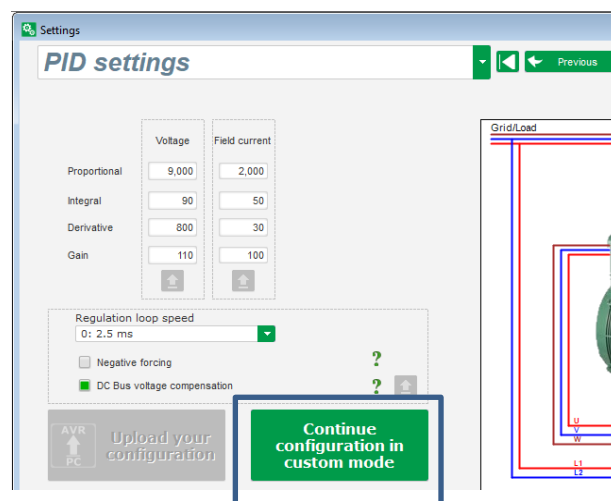 Settings
PID settings
Previous
Voltage Field current
Proportional 9,000 2,000
Integral 90 50
Derivative 800 30
Gain 110 100
Regulation loop speed
0: 2.5 ms
Negative forcing ?
DC Bus voltage compensation ?
AVR
PC
Upload your
configuration
Continue
configuration in
custom mode
Grid/Load
U
V
W
L1
L2